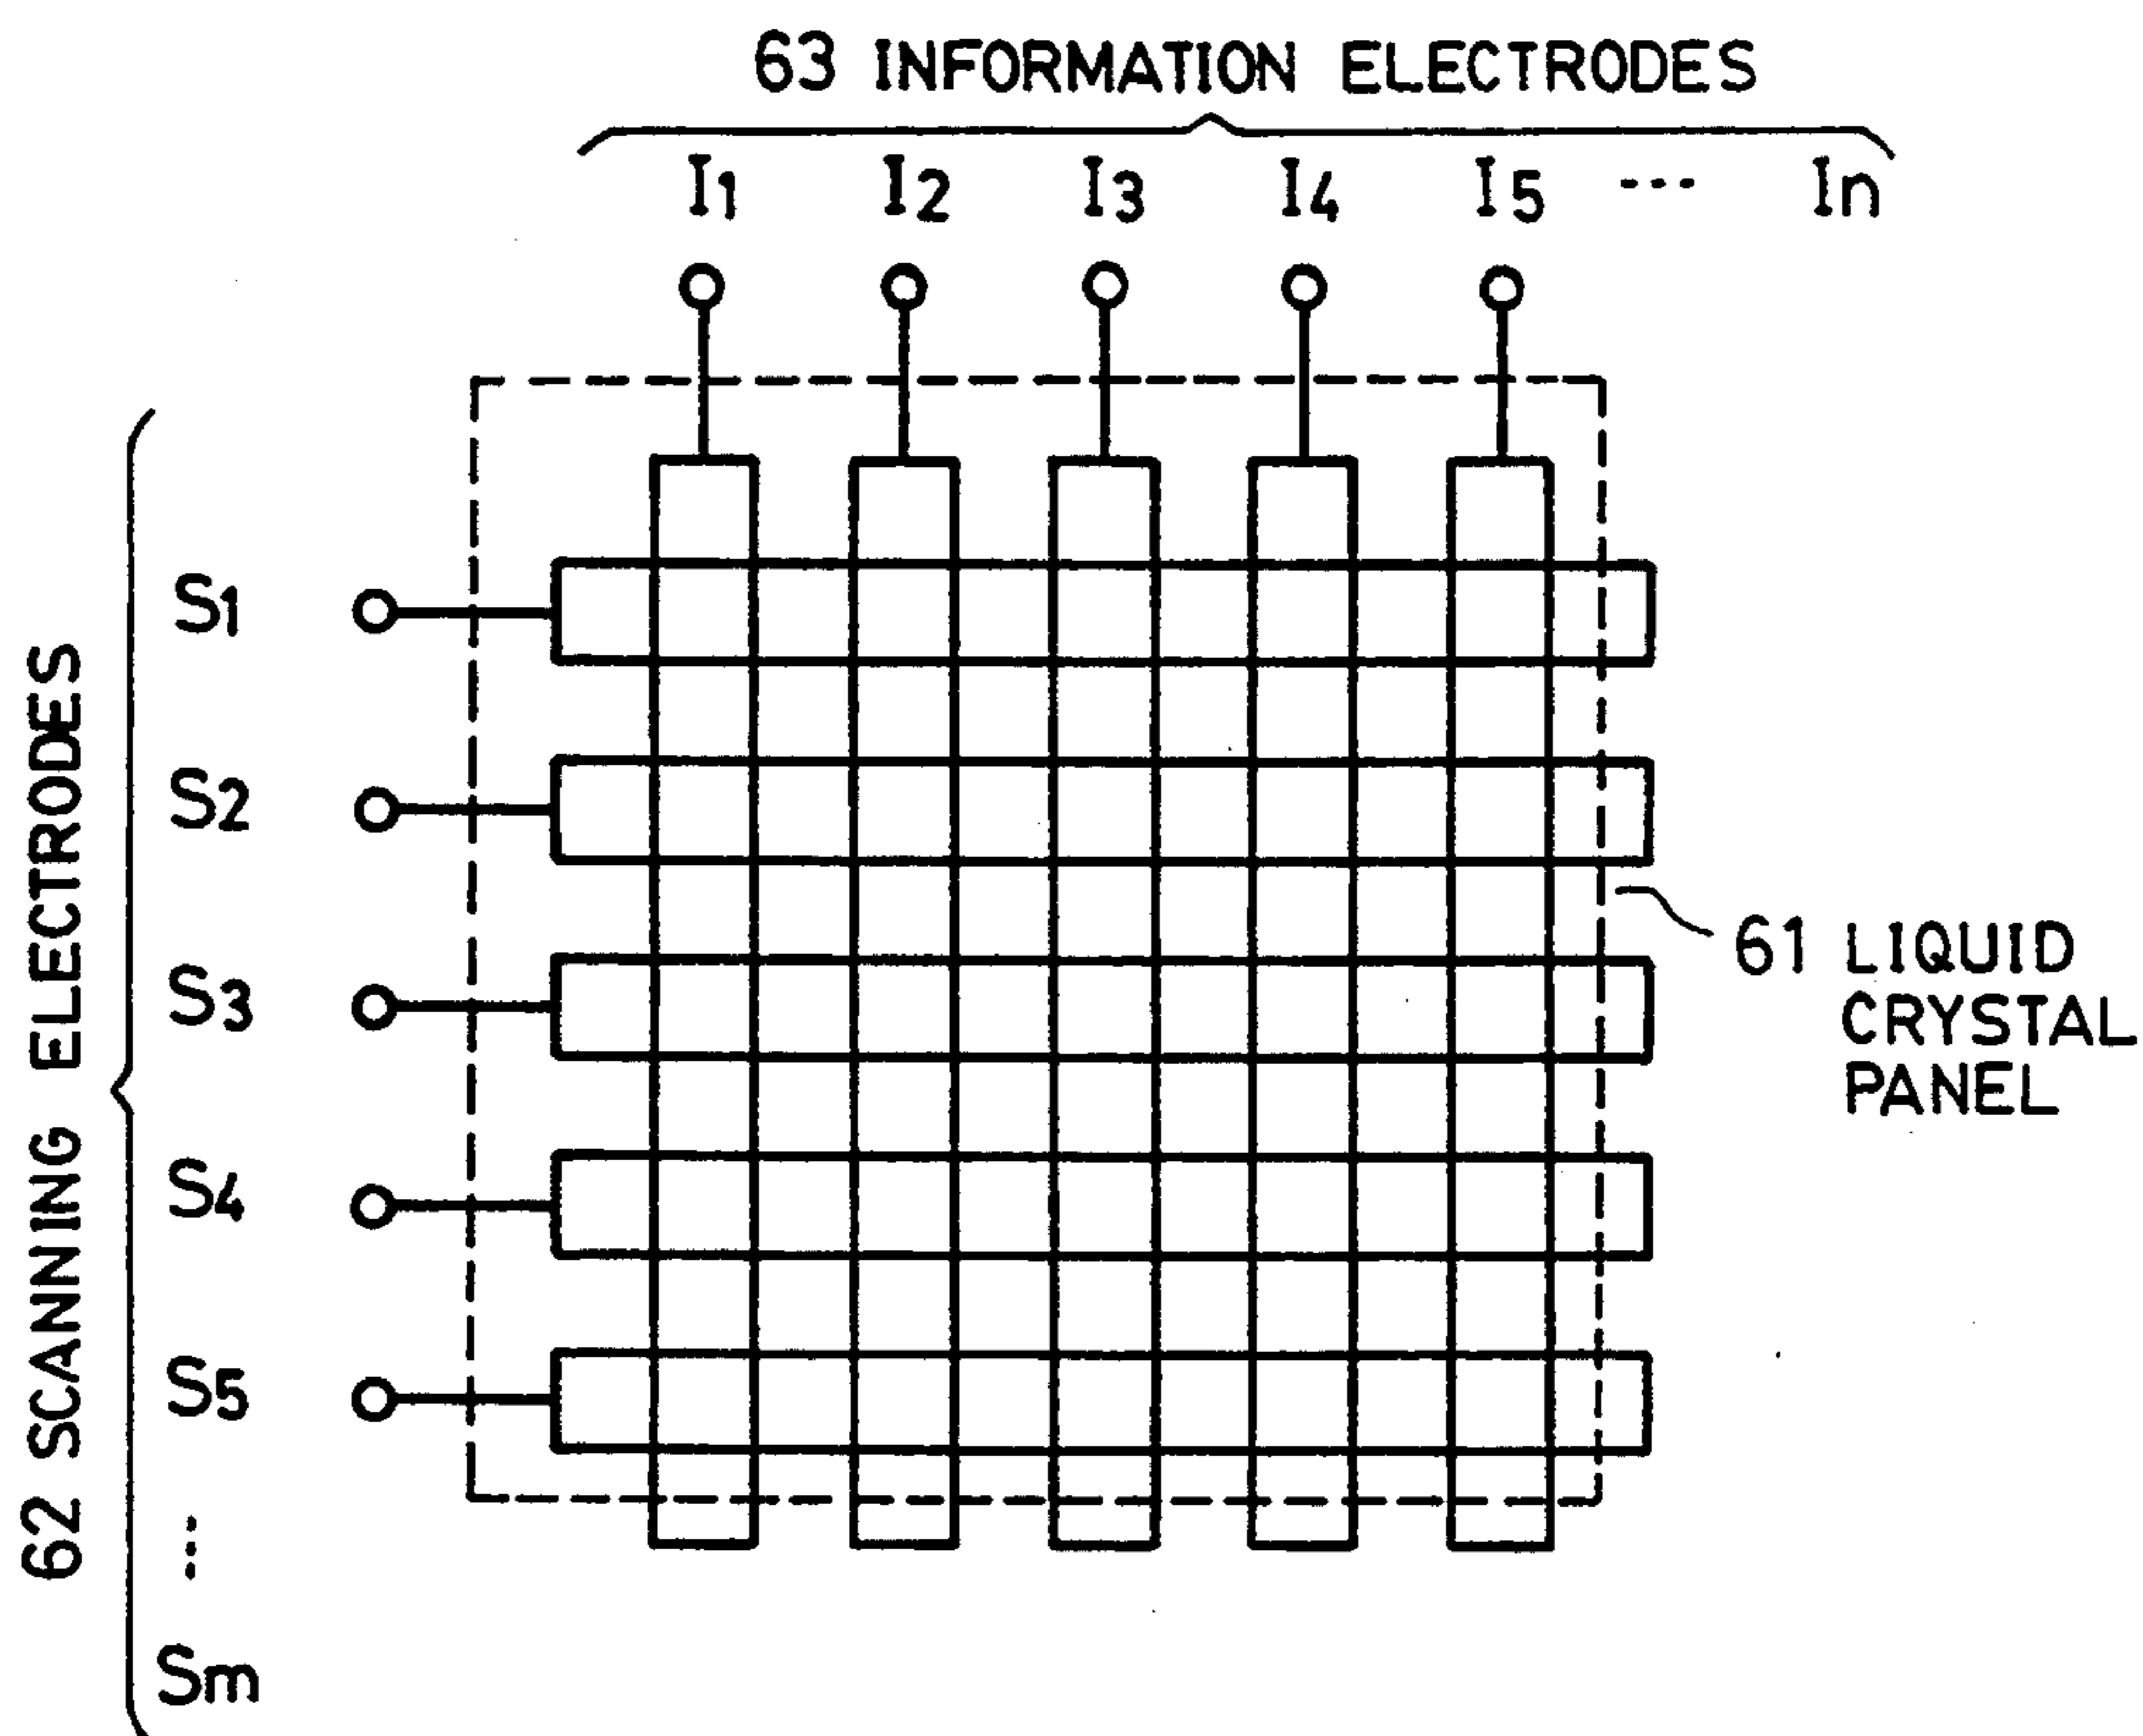 63 INFORMATION ELECTRODES
I1 I2 I3 I4 I5 ... In
62 SCANNING ELECTRODES
S1
S2
S3
S4
S5
...
Sm
61 LIQUID
CRYSTAL
PANEL